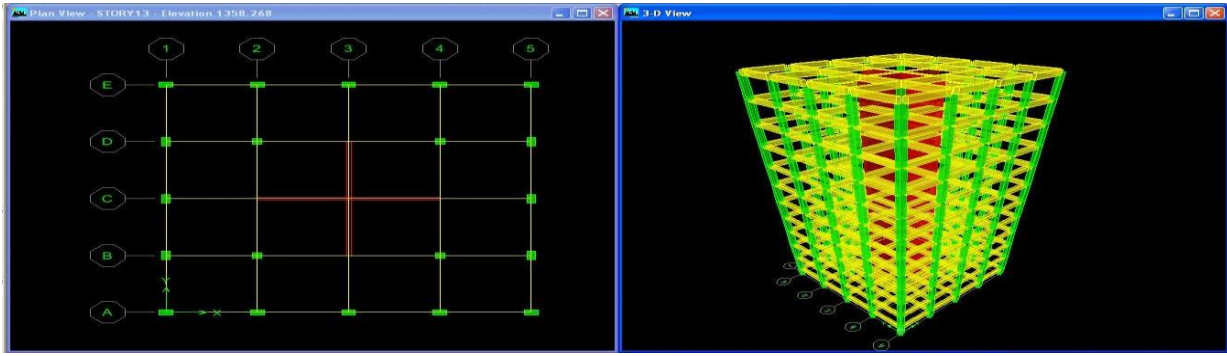 Plan View - STORY13 - Elevation 1358.268
3-D View
1 2 3 4 5
E
D
C
B
Y
A
X